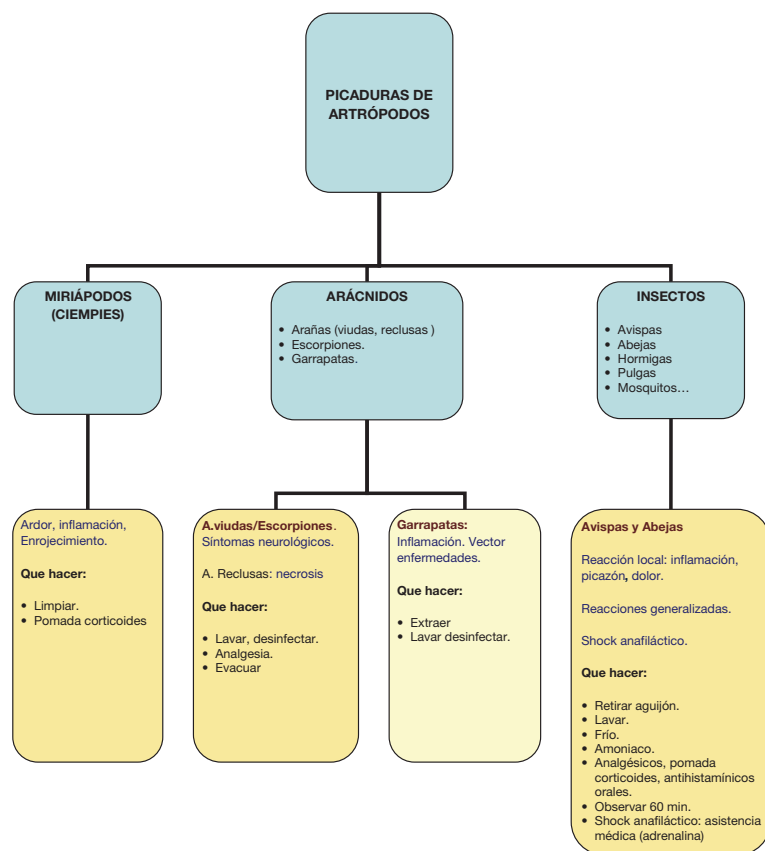 PICADURAS DE
ARTRÓPODOS
MIRIÁPODOS
(CIEMPIES)
ARÁCNIDOS
• Arañas (viudas, reclusas )
• Escorpiones.
• Garrapatas.
INSECTOS
• Avispas
• Abejas
• Hormigas
• Pulgas
• Mosquitos…
Ardor, inflamación,
Enrojecimiento.
Que hacer:
• Limpiar.
• Pomada corticoides
A.viudas/Escorpiones.
Síntomas neurológicos.
A. Reclusas: necrosis
Que hacer:
• Lavar, desinfectar.
• Analgesia.
• Evacuar
Garrapatas:
Inflamación. Vector
enfermedades.
Que hacer:
• Extraer
• Lavar desinfectar.
Avispas y Abejas
Reacción local: inflamación,
picazón, dolor.
Reacciones generalizadas.
Shock anafiláctico.
Que hacer:
• Retirar aguijón.
• Lavar.
• Frío.
• Amoniaco.
• Analgésicos, pomada
corticoides, antihistamínicos
orales.
• Observar 60 min.
• Shock anafiláctico: asistencia
médica (adrenalina)